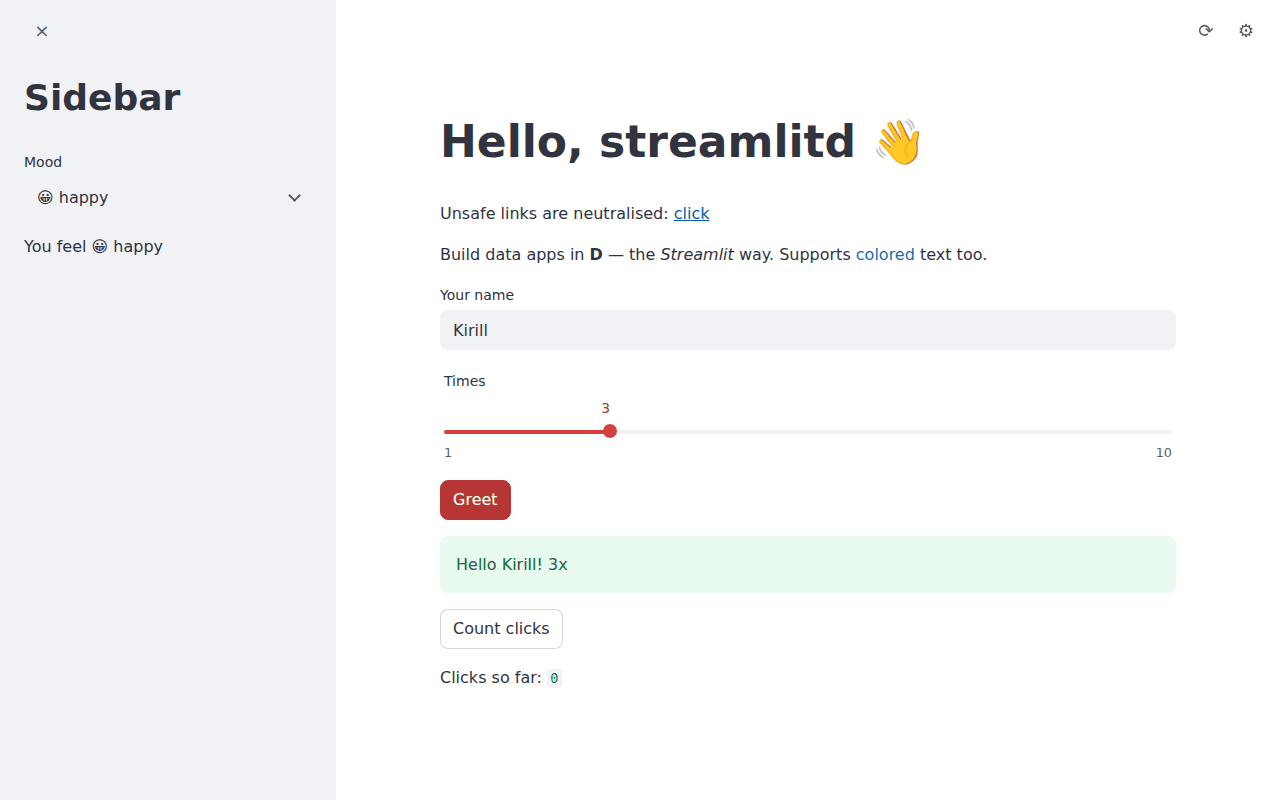 Sidebar
Mood
😀 happy
You feel 😀 happy
Hello, streamlitd 👋
Unsafe links are neutralised: click
Build data apps in D — the Streamlit way. Supports colored text too.
Your name
Kirill
Times
3
1 10
Greet
Hello Kirill! 3x
Count clicks
Clicks so far: 0